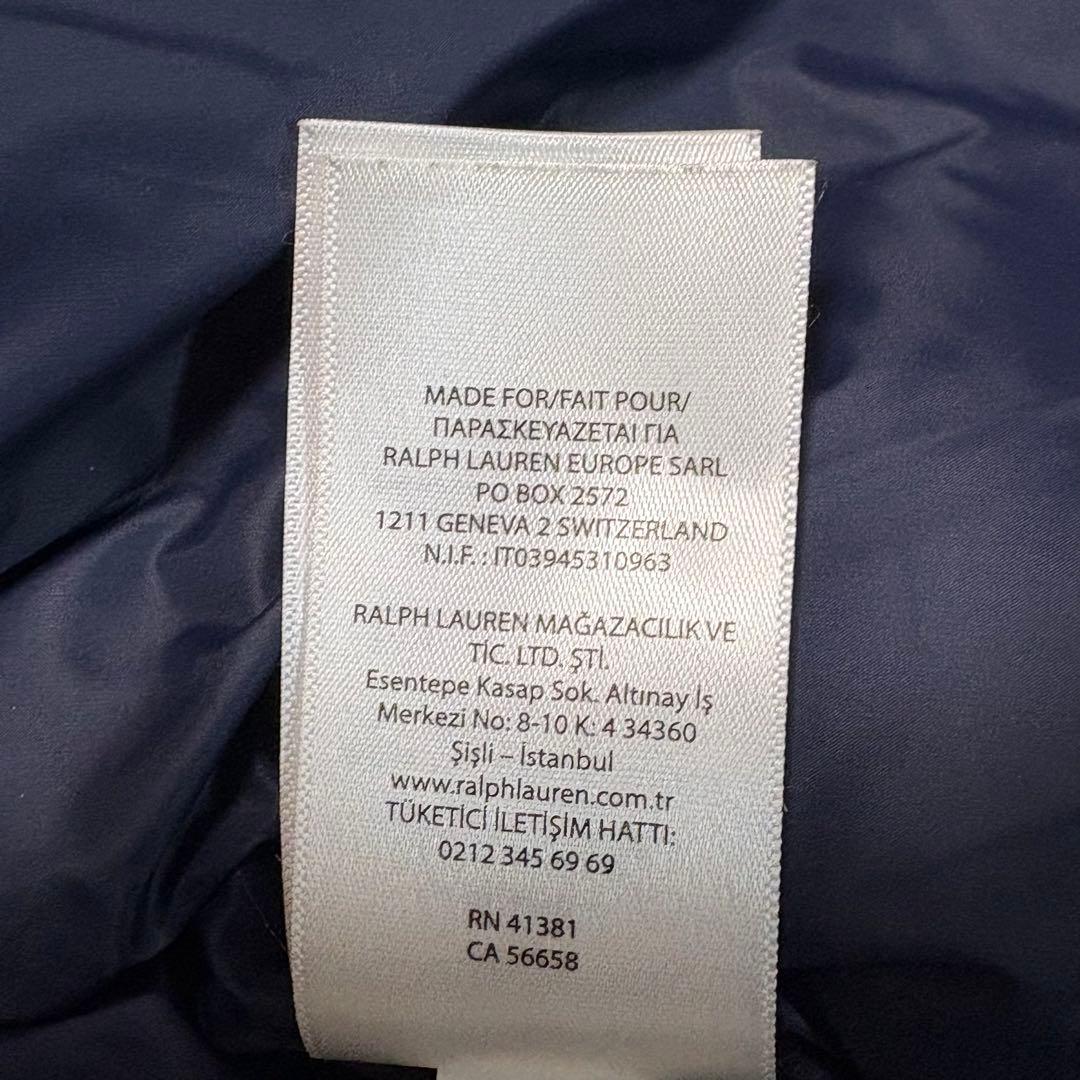 MADE FOR/FAIT POUR/
ΠΑΡΑΣΚΕΥΑΖΕΤΑΙ ΓΙΑ
RALPH LAUREN EUROPE SARL
PO BOX 2572
1211 GENEVA 2 SWITZERLAND
N.I.F. : IT03945310963
RALPH LAUREN MAĞAZACILIK VE
TİC. LTD. ŞTİ.
Esentepe Kasap Sok. Altınay İş
Merkezi No: 8-10 K: 4 34360
Şişli – İstanbul
www.ralphlauren.com.tr
TÜKETİCİ İLETİŞİM HATTI:
0212 345 69 69
RN 41381
CA 56658